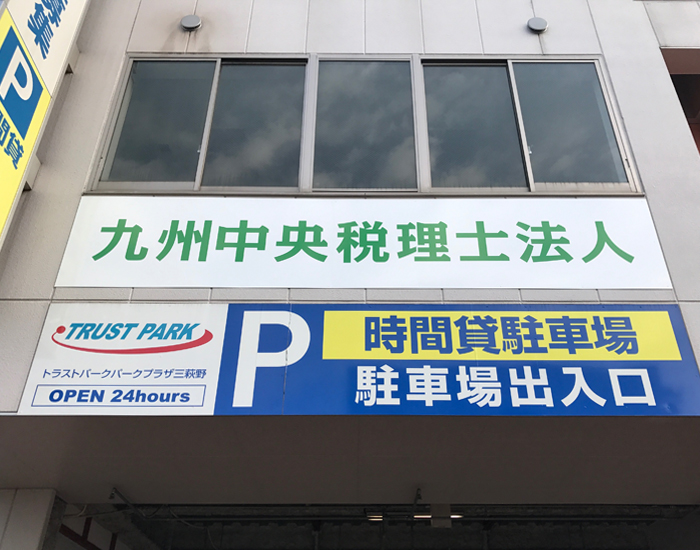 P
間貸
九州中央税理士法人
TRUST PARK
トラストパークパークプラザ三萩野
OPEN 24hours
P
時間貸駐車場
駐車場出入口